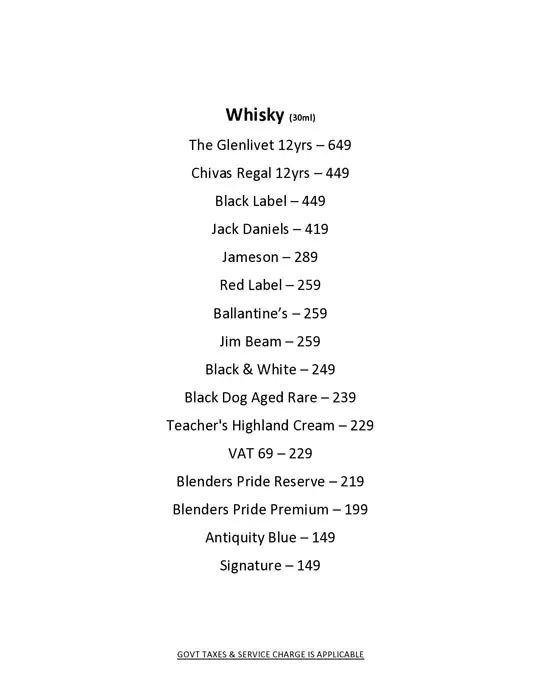 Whisky (30ml)
The Glenlivet 12yrs – 649
Chivas Regal 12yrs – 449
Black Label – 449
Jack Daniels – 419
Jameson – 289
Red Label – 259
Ballantine’s – 259
Jim Beam – 259
Black & White – 249
Black Dog Aged Rare – 239
Teacher's Highland Cream – 229
VAT 69 – 229
Blenders Pride Reserve – 219
Blenders Pride Premium – 199
Antiquity Blue – 149
Signature – 149
GOVT TAXES & SERVICE CHARGE IS APPLICABLE